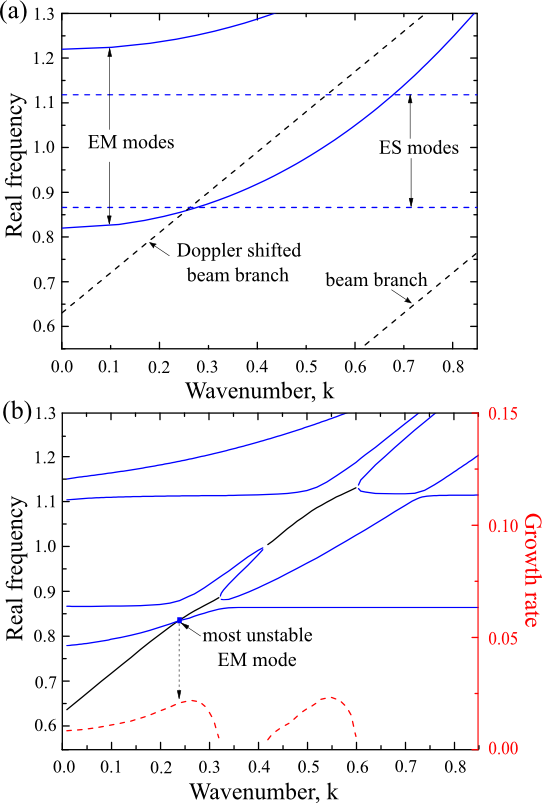 (a)
1.3
1.2
1.1
1.0
0.9
0.8
0.7
0.6
Real frequency
EM modes
ES modes
Doppler shifted
beam branch
beam branch
0.0 0.1 0.2 0.3 0.4 0.5 0.6 0.7 0.8
Wavenumber, k
(b)
1.3
1.2
1.1
1.0
0.9
0.8
0.7
0.6
Real frequency
most unstable
EM mode
0.15
0.10
0.05
0.00
Growth rate
0.0 0.1 0.2 0.3 0.4 0.5 0.6 0.7 0.8
Wavenumber, k